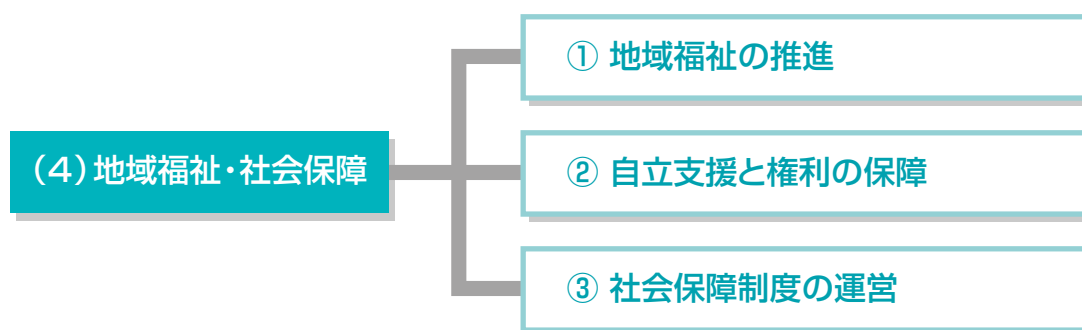 (4)地域福祉・社会保障
① 地域福祉の推進
② 自立支援と権利の保障
③ 社会保障制度の運営